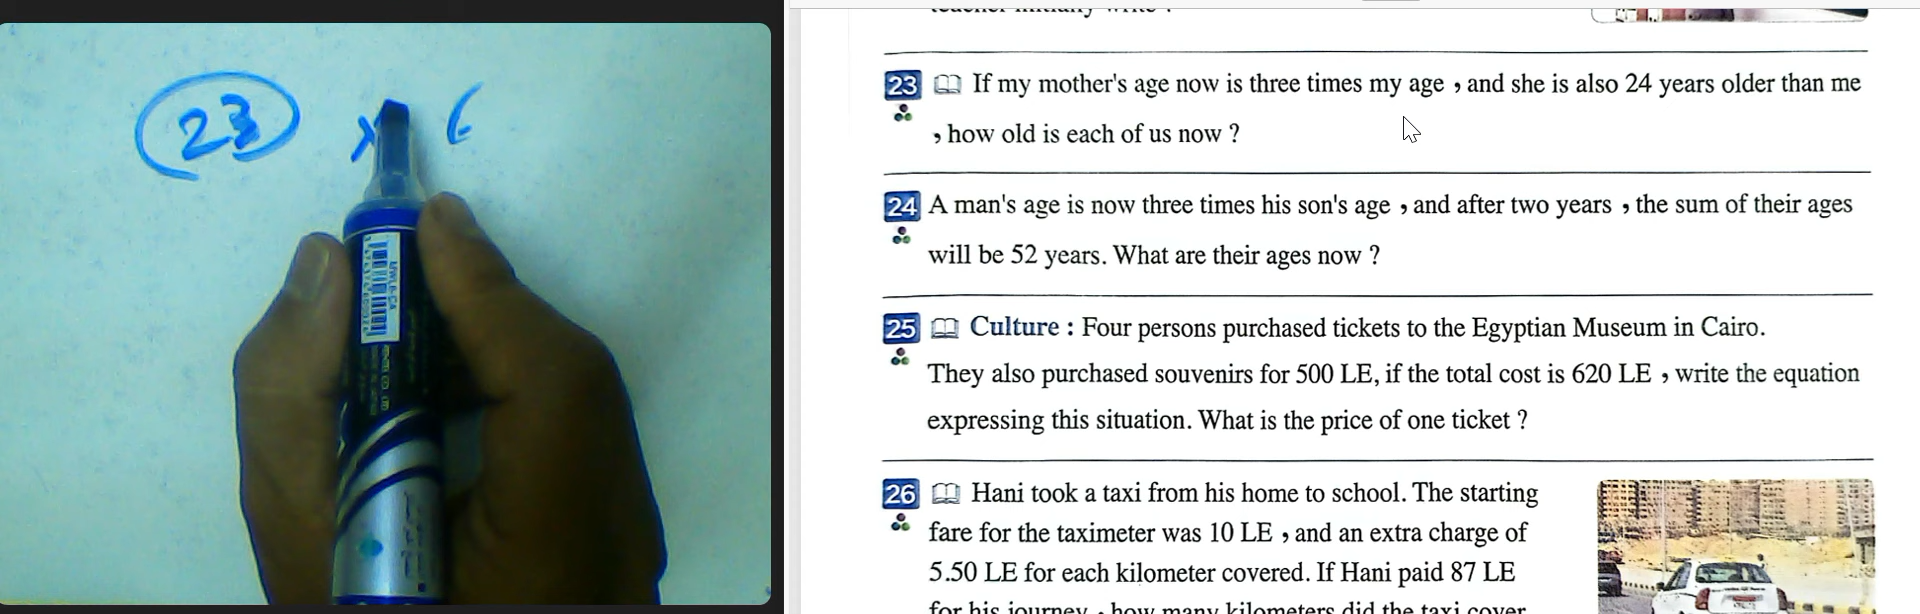 23
23 If my mother's age now is three times my age , and she is also 24 years older than me
, how old is each of us now ?
24 A man's age is now three times his son's age , and after two years , the sum of their ages
will be 52 years. What are their ages now ?
25 Culture : Four persons purchased tickets to the Egyptian Museum in Cairo.
They also purchased souvenirs for 500 LE, if the total cost is 620 LE , write the equation
expressing this situation. What is the price of one ticket ?
26 Hani took a taxi from his home to school. The starting
fare for the taximeter was 10 LE , and an extra charge of
5.50 LE for each kilometer covered. If Hani paid 87 LE
for his journey , how many kilometers did the taxi cover